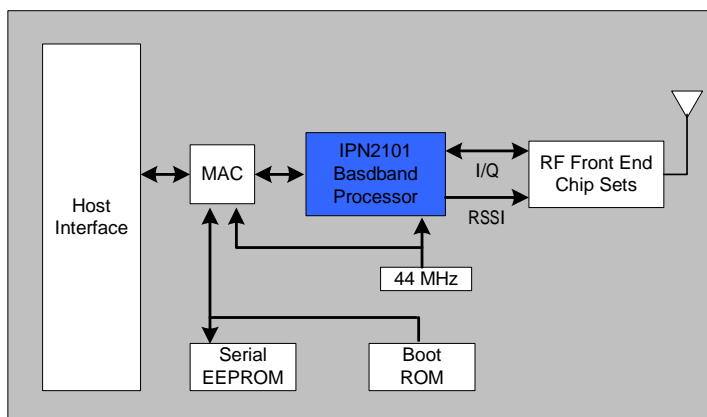 Host
Interface
MAC
IPN2101
Basdband
Processor
I/Q
RSSI
RF Front End
Chip Sets
44 MHz
Serial
EEPROM
Boot
ROM